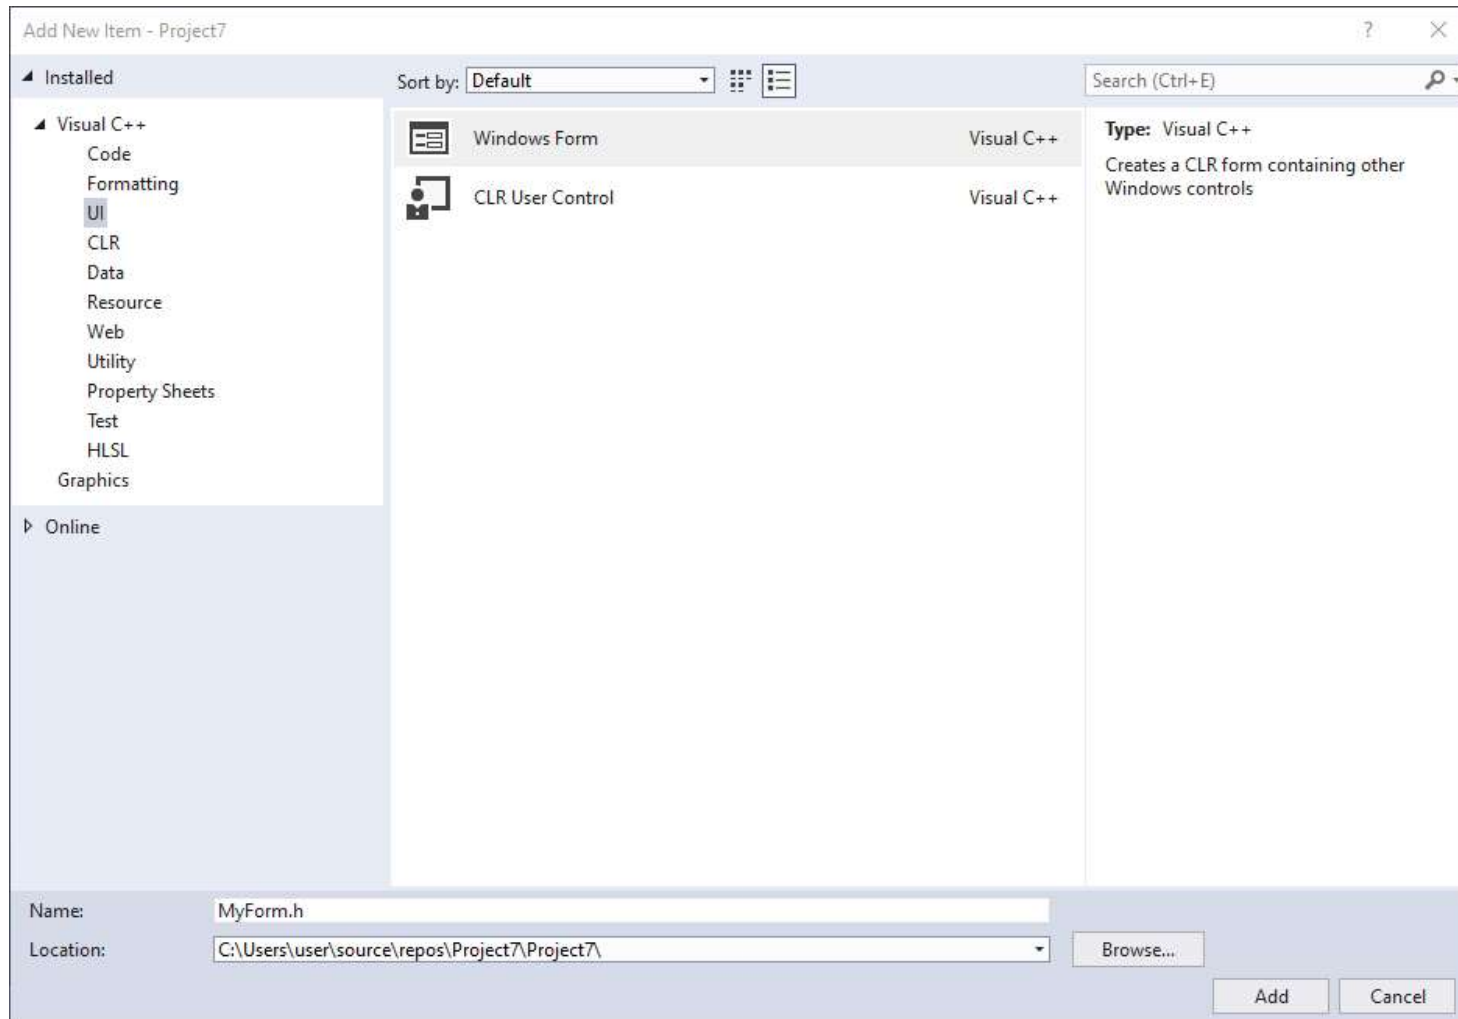 Add New Item - Project7
?
Installed
Sort by: Default
Search (Ctrl+E)
Visual C++
Code
Formatting
UI
CLR
Data
Resource
Web
Utility
Property Sheets
Test
HLSL
Graphics
Online
Windows Form Visual C++
CLR User Control Visual C++
Type: Visual C++
Creates a CLR form containing other
Windows controls
Name: MyForm.h
Location: C:\Users\user\source\repos\Project7\Project7\
Browse...
Add Cancel